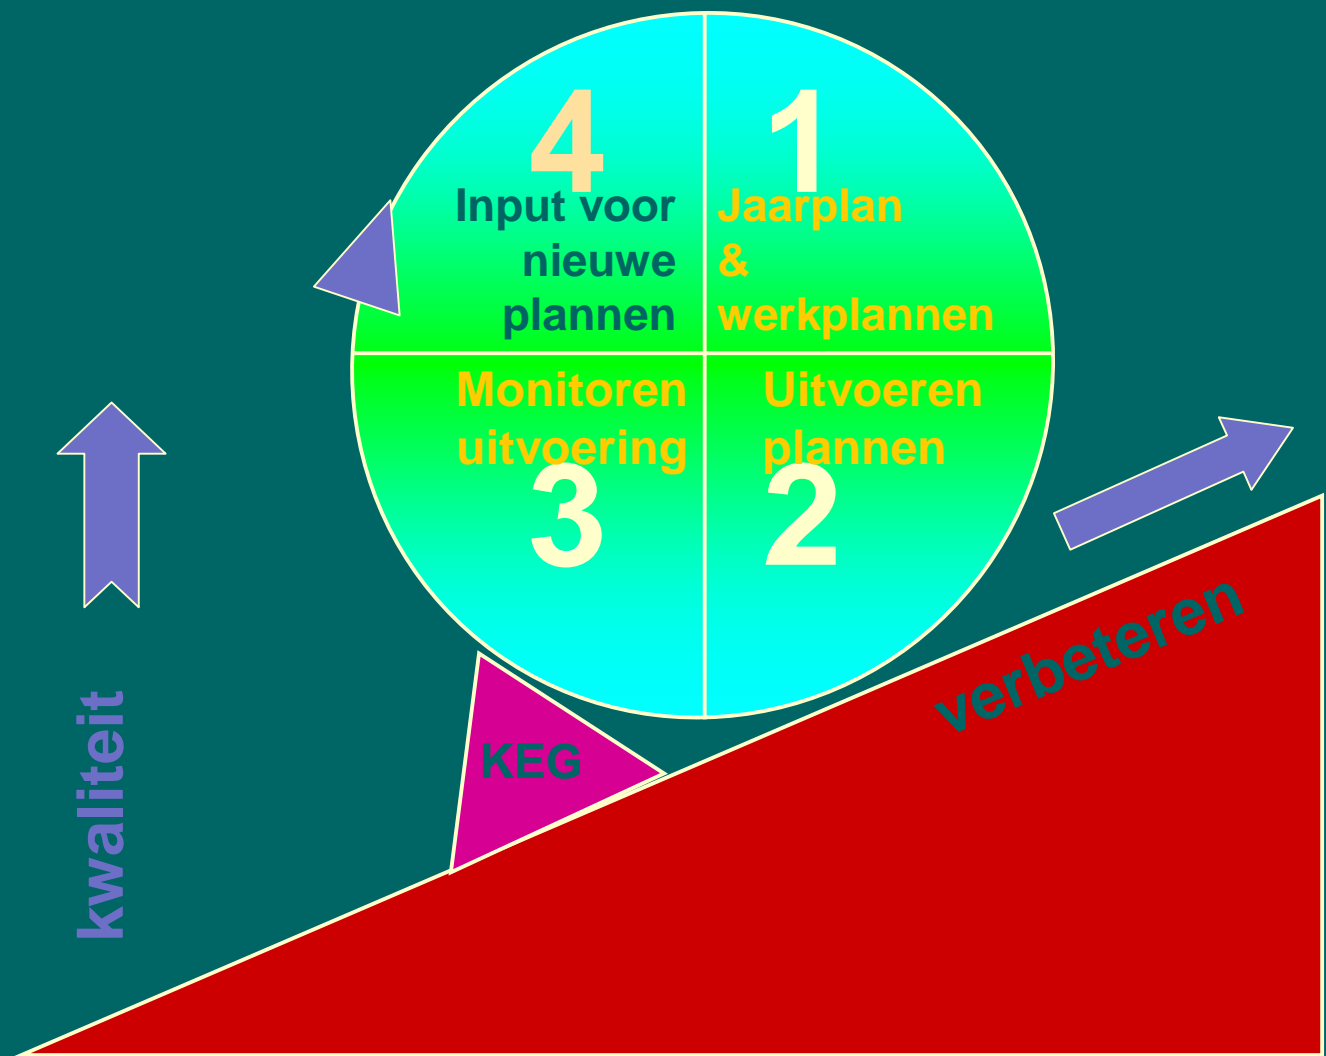 4
Input voor
nieuwe
plannen
1
Jaarplan
&
werkplannen
Monitoren
uitvoering
3
Uitvoeren
plannen
2
KEG
verbeteren
kwaliteit